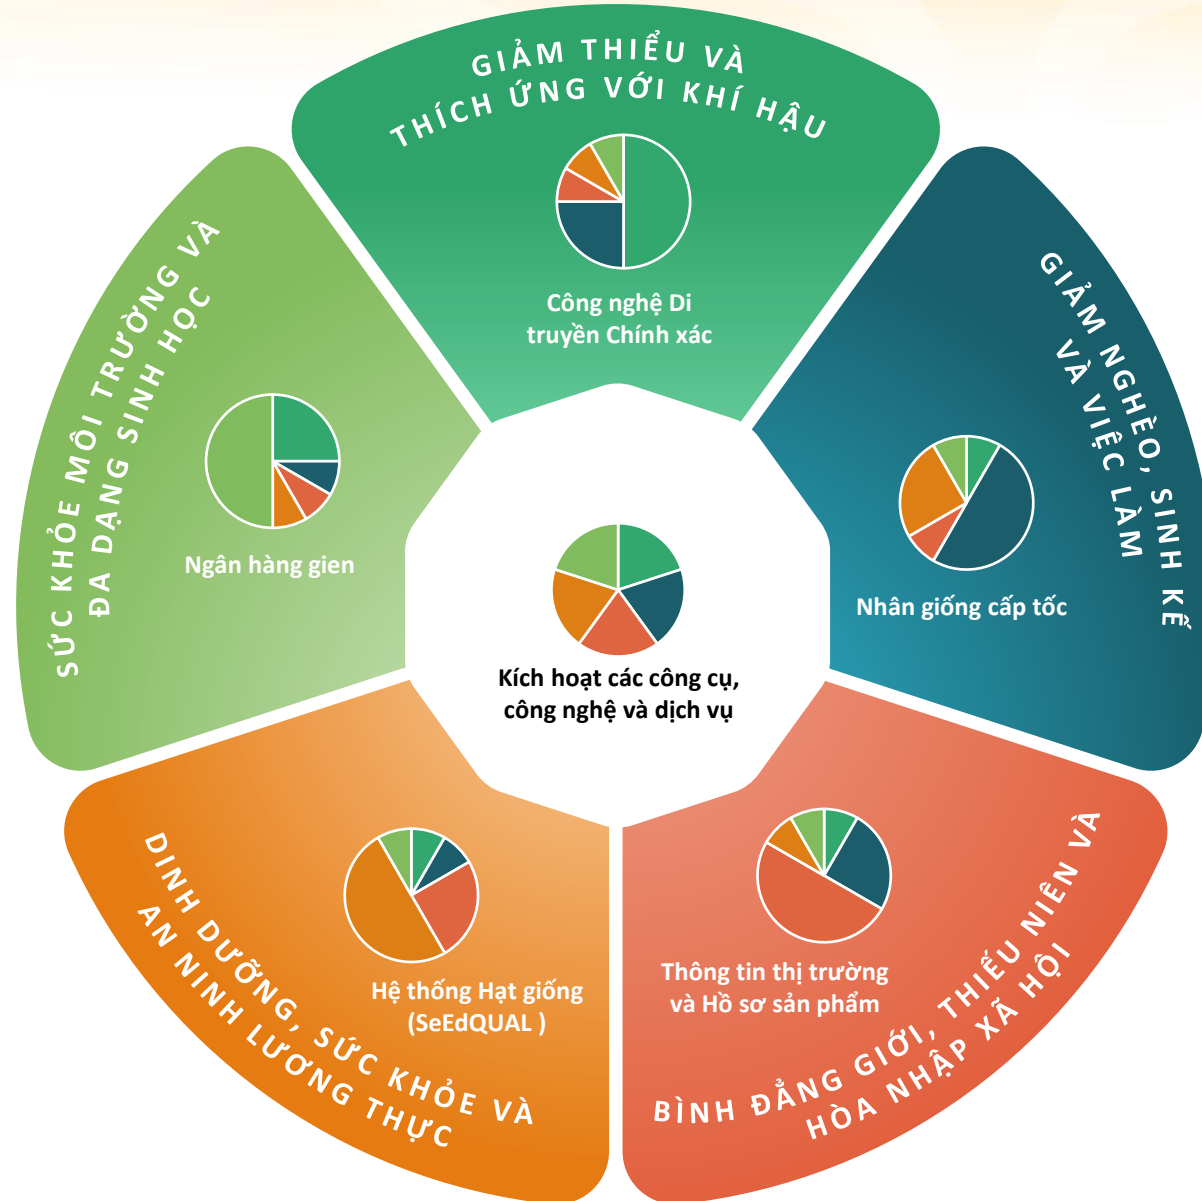 GIẢM THIỂU VÀ
THÍCH ỨNG VỚI KHÍ HẬU
Công nghệ Di
truyền Chính xác
GIẢM NGHÈO, SINH KẾ
VÀ VIỆC LÀM
Nhân giống cấp tốc
BÌNH ĐẲNG GIỚI, THIẾU NIÊN VÀ
HÒA NHẬP XÃ HỘI
Thông tin thị trường
và Hồ sơ sản phẩm
DINH DƯỠNG, SỨC KHỎE VÀ
AN NINH LƯƠNG THỰC
Hệ thống Hạt giống
(SeEdQUAL )
SỨC KHỎE MÔI TRƯỜNG VÀ
ĐA DẠNG SINH HỌC
Ngân hàng gien
Kích hoạt các công cụ,
công nghệ và dịch vụ